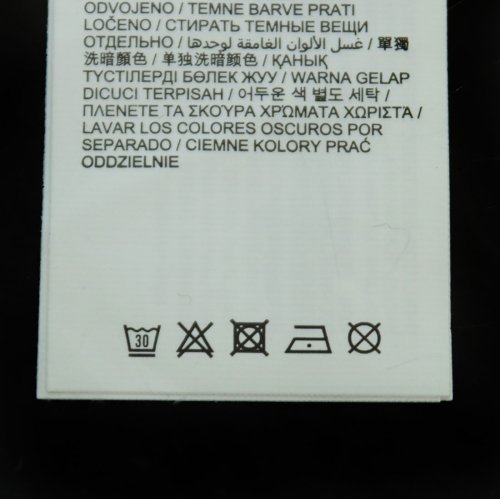 ODVOJENO / TEMNE BARVE PRATI
LOČENO / СТИРАТЬ ТЕМНЫЕ ВЕЩИ
ОТДЕЛЬНО / غسل الألوان الغامقة لوحدها / 單獨
洗暗顏色 / 单独洗暗颜色 / ҚАНЫҚ
ТҮСТІЛЕРДІ БӨЛЕК ЖУУ / WARNA GELAP
DICUCI TERPISAH / 어두운 색 별도 세탁 /
ΠΛΕΝΕΤΕ ΤΑ ΣΚΟΥΡΑ ΧΡΏΜΑΤΑ ΧΩΡΙΣΤΆ /
LAVAR LOS COLORES OSCUROS POR
SEPARADO / CIEMNE KOLORY PRAĆ
ODDZIELNIE
30